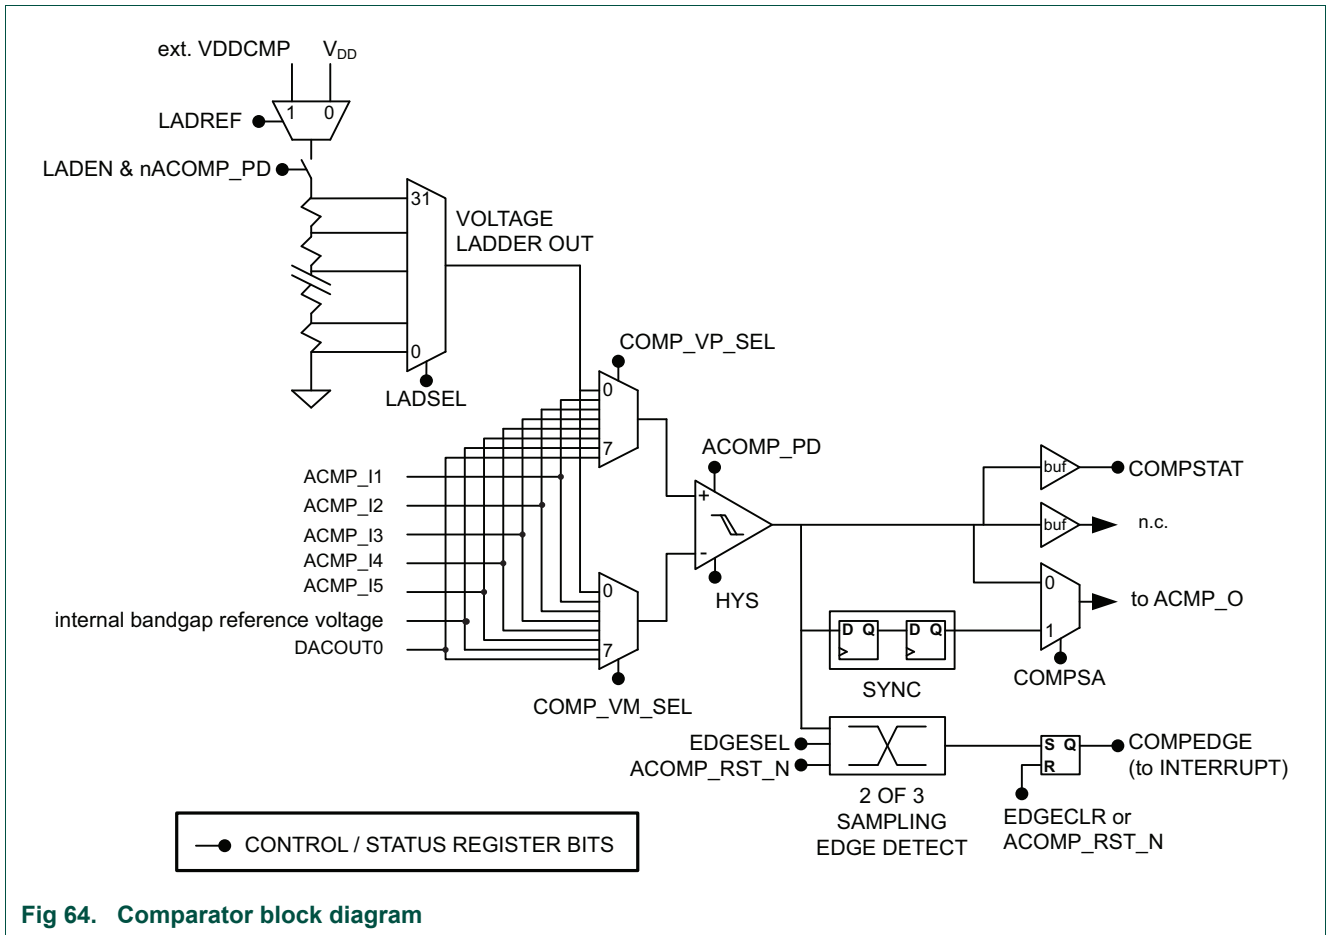 ext. VDDCMP
VDD
1
0
LADREF
LADEN & nACOMP_PD
31
VOLTAGE
LADDER OUT
0
LADSEL
COMP_VP_SEL
0
7
ACOMP_PD
+
-
HYS
ACMP_I1
ACMP_I2
ACMP_I3
ACMP_I4
ACMP_I5
internal bandgap reference voltage
DACOUT0
0
7
COMP_VM_SEL
buf
COMPSTAT
buf
n.c.
0
1
to ACMP_O
COMPSA
D Q
D Q
SYNC
EDGESEL
ACOMP_RST_N
2 OF 3
SAMPLING
EDGE DETECT
S Q
R
COMPEDGE
(to INTERRUPT)
EDGECLR or
ACOMP_RST_N
CONTROL / STATUS REGISTER BITS
Fig 64. Comparator block diagram